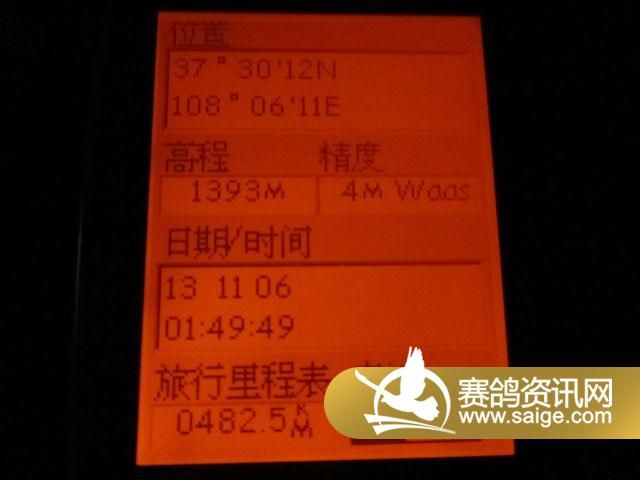 位置
37°30'12N
108°06'11E
高程 精度
1393M 4M Waas
日期/时间
13 11 06
01:49:49
旅行里程表
0482.5KM
赛鸽资讯网
www.saige.com